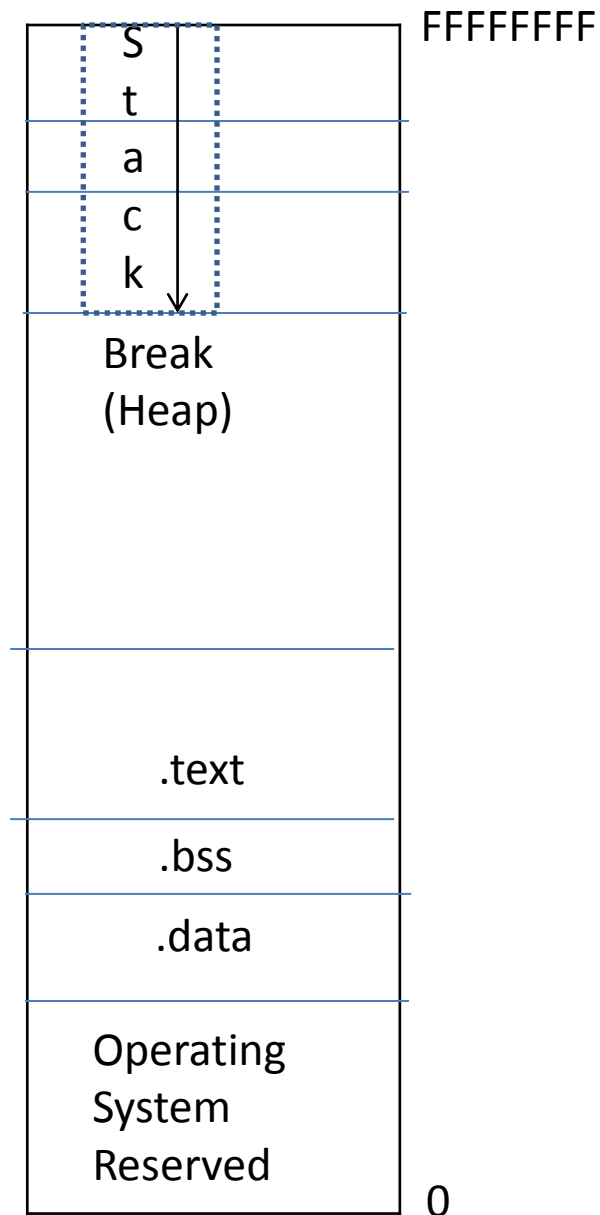 FFFFFFFF
S
t
a
c
k
Break
(Heap)
.text
.bss
.data
Operating
System
Reserved
0